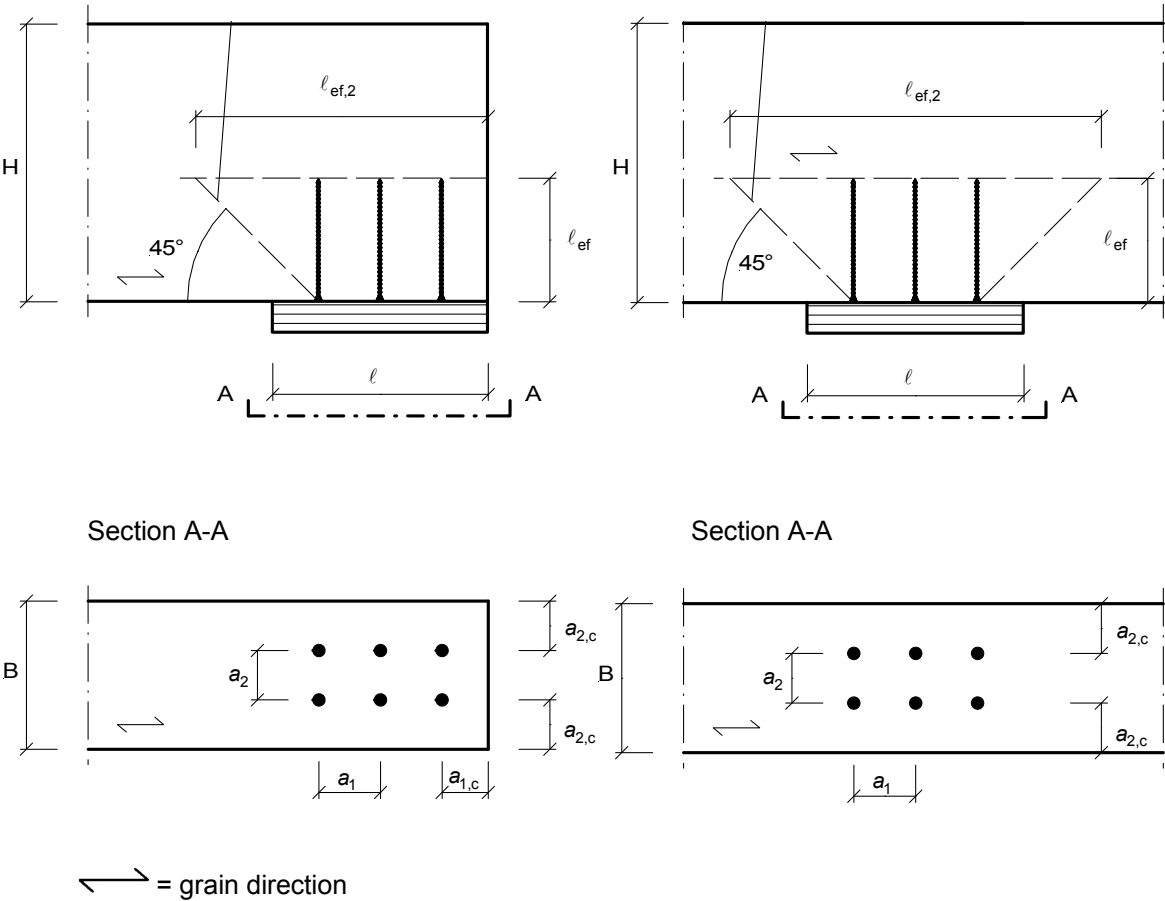 H
ℓef,2
45°
ℓef
ℓ
A
A
H
ℓef,2
45°
ℓef
ℓ
A
A
Section A-A
Section A-A
B
a2
a2,c
a2,c
a1
a1,c
B
a2
a2,c
a2,c
a1
= grain direction